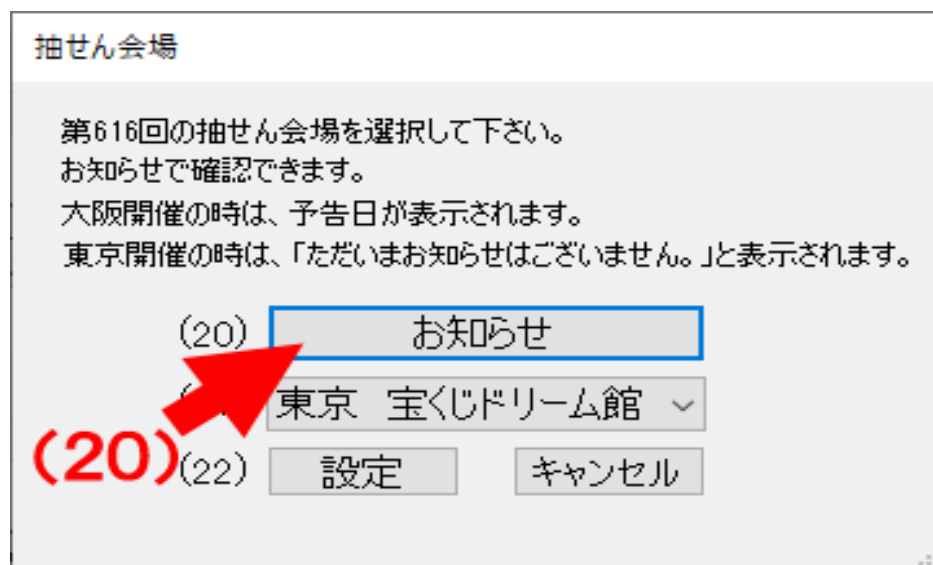 抽せん会場
第616回の抽せん会場を選択して下さい。
お知らせで確認できます。
大阪開催の時は、予告日が表示されます。
東京開催の時は、「ただいまお知らせはございません。」と表示されます。
(20) お知らせ
東京　宝くじドリーム館
(20)
(22) 設定 キャンセル